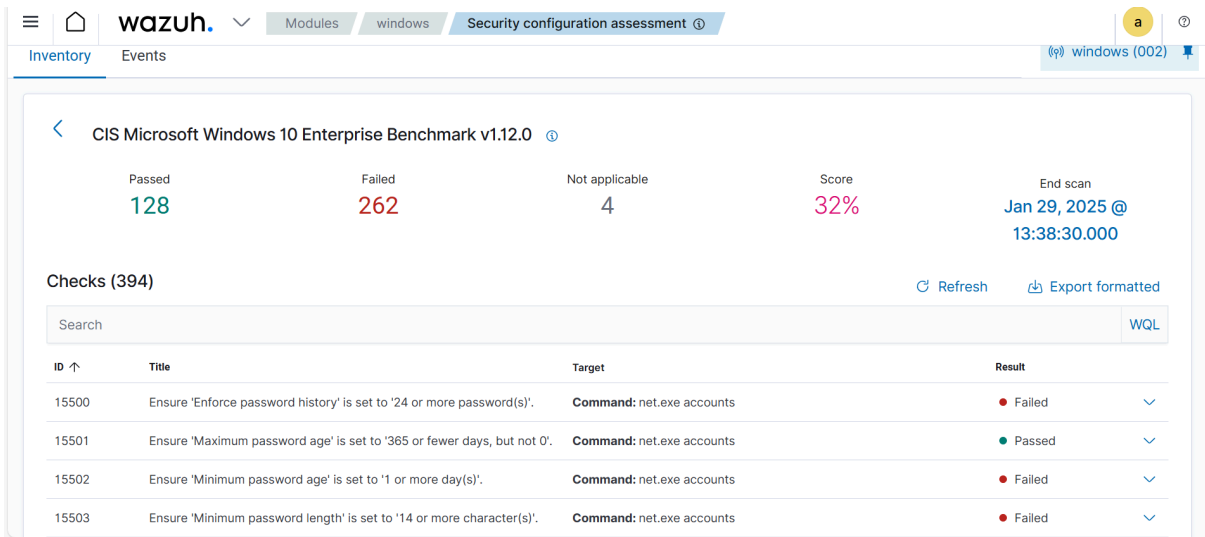 wazuh. Modules windows Security configuration assessment a
Inventory Events windows (002)
CIS Microsoft Windows 10 Enterprise Benchmark v1.12.0
Passed Failed Not applicable Score End scan
128 262 4 32% Jan 29, 2025 @
13:38:30.000
Checks (394) Refresh Export formatted
Search WQL
ID Title Target Result
15500 Ensure 'Enforce password history' is set to '24 or more password(s)'. Command: net.exe accounts Failed
15501 Ensure 'Maximum password age' is set to '365 or fewer days, but not 0'. Command: net.exe accounts Passed
15502 Ensure 'Minimum password age' is set to '1 or more day(s)'. Command: net.exe accounts Failed
15503 Ensure 'Minimum password length' is set to '14 or more character(s)'. Command: net.exe accounts Failed